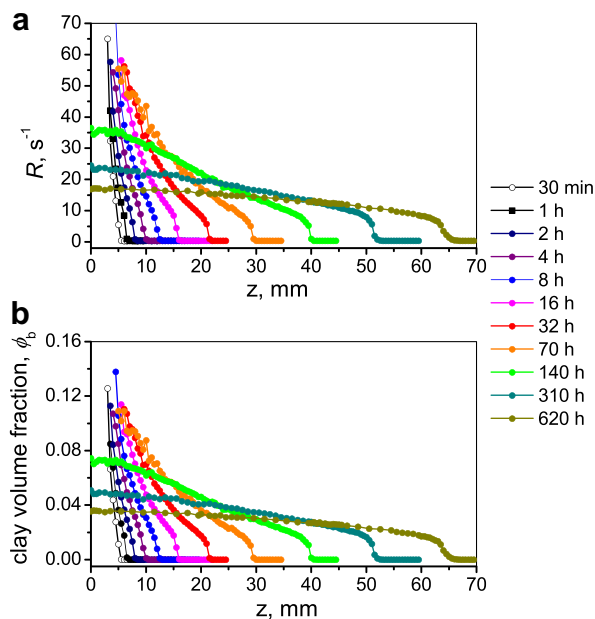 a
70
60
50
40
30
20
10
0
R, s⁻¹
0 10 20 30 40 50 60 70
z, mm
30 min
1 h
2 h
4 h
8 h
16 h
32 h
70 h
140 h
310 h
620 h
b
0.16
0.12
0.08
0.04
0.00
clay volume fraction, ϕb
0 10 20 30 40 50 60 70
z, mm